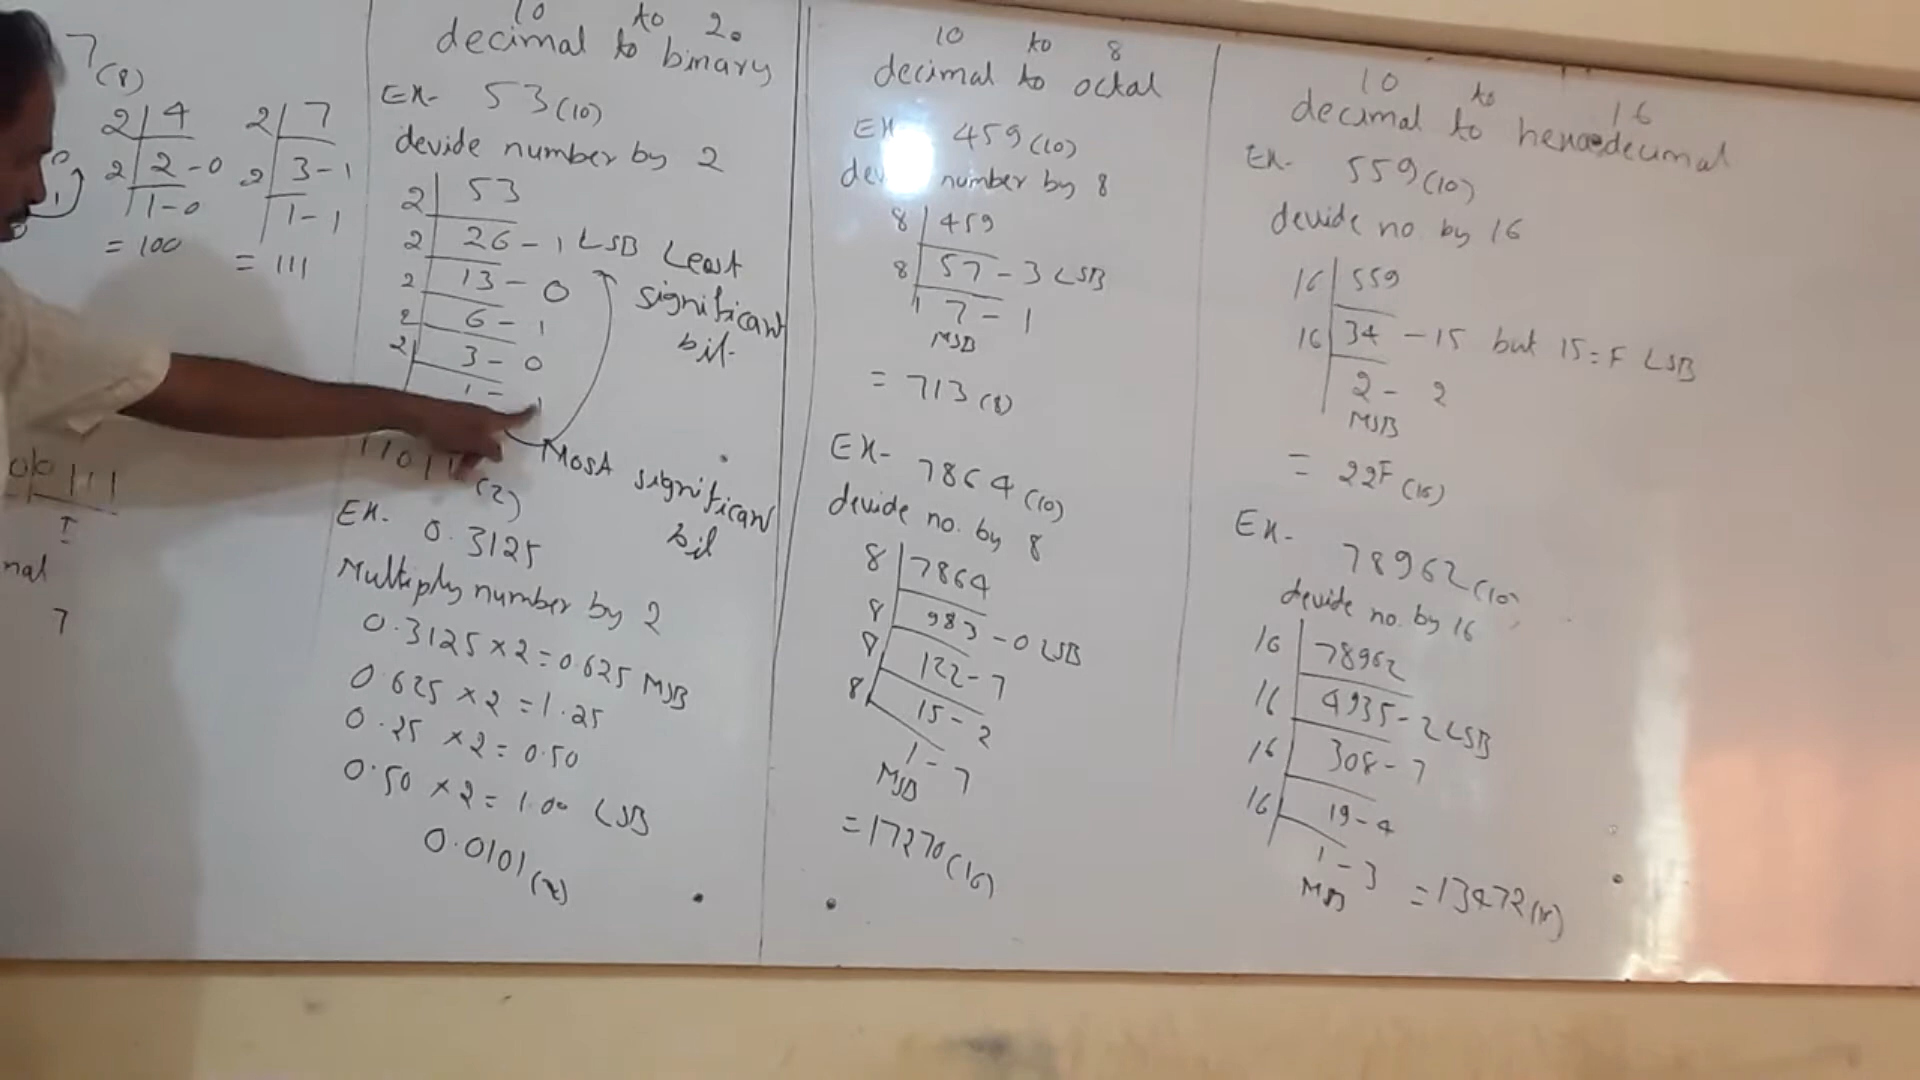 7(8)
2 4 2 7
2 2-0 2 3-1
1-0 1-1
= 100 = 111
00111
nal
7
10 to 2.
decimal to binary
Ex- 53(10)
devide number by 2
2 53
2 26 - 1 LSB Least
2 13 - 0 significant
2 6 - 1 bit-
2 3 - 0
1 - 1
Most significant
bit
(2)
Ex. 0.3125
Multiply number by 2
0.3125 × 2 = 0.625 MSB
0.625 × 2 = 1.25
0.25 × 2 = 0.50
0.50 × 2 = 1.00 LSB
0.0101(2)
10 to 8
decimal to octal
Ex 459(10)
number by 8
8 459
8 57 - 3 LSB
7 - 1
MSB
= 713(8)
Ex- 7864(10)
devide no. by 8
8 7864
8 983 - 0 LSB
8 122 - 7
8 15 - 2
1 - 7
MSB
= 17270(16)
10 to 16
decimal to hexadecimal
Ex- 559(10)
devide no by 16
16 559
16 34 - 15 but 15 = F LSB
2 - 2
MSB
= 22F(16)
Ex- 78962(10)
devide no. by 16
16 78962
16 4935 - 2 LSB
16 308 - 7
16 19 - 4
1 - 3
MSB = 13472(16)